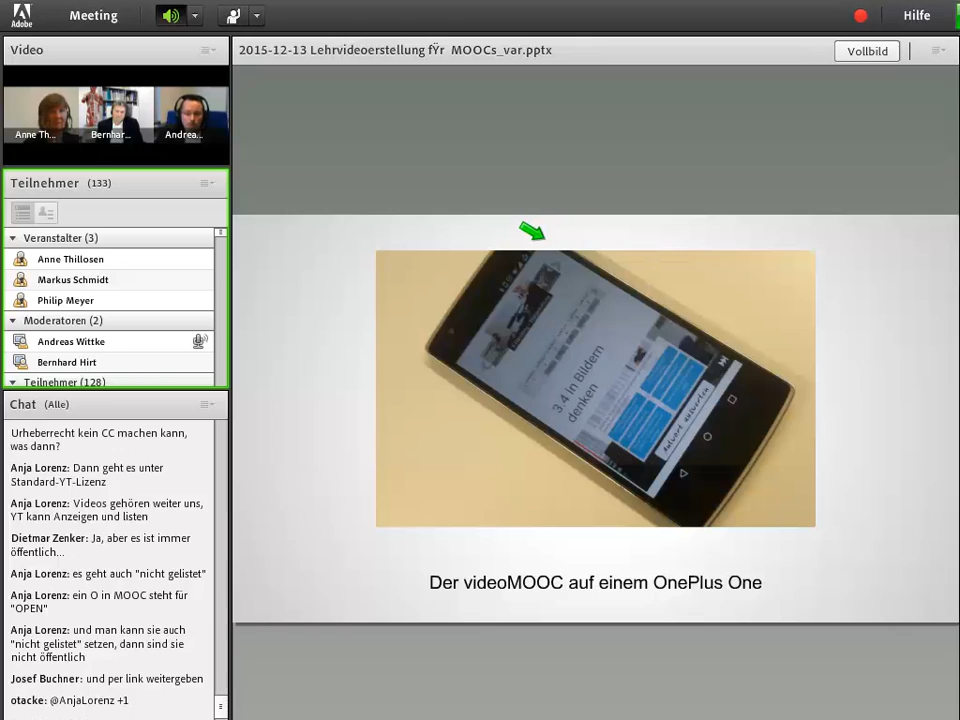 Adobe
Meeting
Hilfe
Video
2015-12-13 Lehrvideoerstellung fŸr MOOCs_var.pptx
Vollbild
Anne Th...
Bernhar...
Andrea...
Teilnehmer (133)
Veranstalter (3)
Anne Thillosen
Markus Schmidt
Philip Meyer
Moderatoren (2)
Andreas Wittke
Bernhard Hirt
Teilnehmer (128)
Chat (Alle)
Urheberrecht kein CC machen kann,
was dann?
Anja Lorenz: Dann geht es unter
Standard-YT-Lizenz
Anja Lorenz: Videos gehören weiter uns,
YT kann Anzeigen und listen
Dietmar Zenker: Ja, aber es ist immer
öffentlich...
Anja Lorenz: es geht auch "nicht gelistet"
Anja Lorenz: ein O in MOOC steht für
"OPEN"
Anja Lorenz: und man kann sie auch
"nicht gelistet" setzen, dann sind sie
nicht öffentlich
Josef Buchner: und per link weitergeben
otacke: @AnjaLorenz +1
3.4 in Bildern
denken
Antwort auswerten
Der videoMOOC auf einem OnePlus One